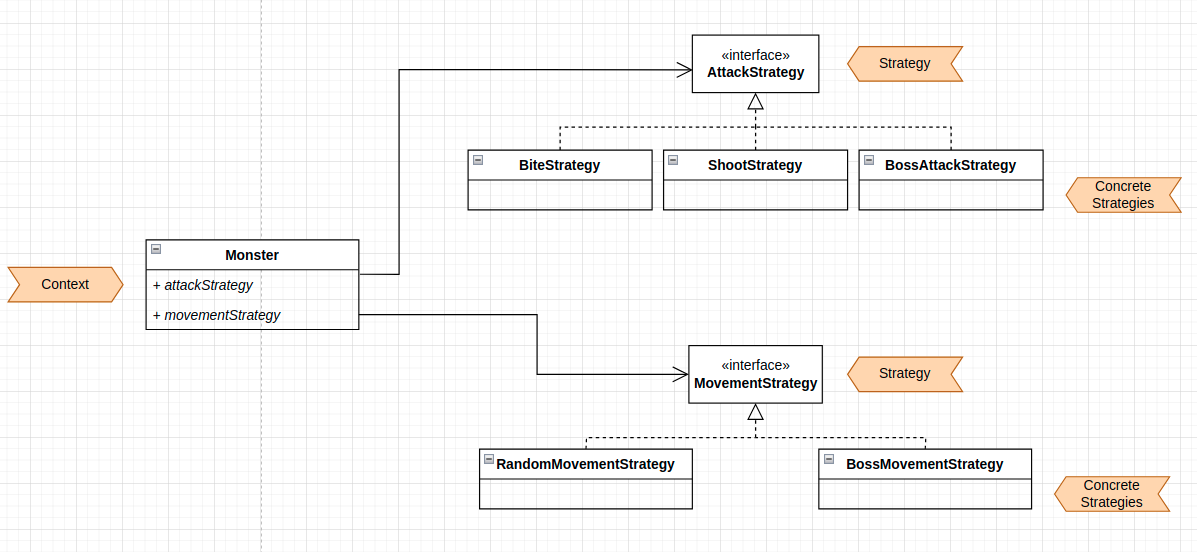 «interface»
AttackStrategy
Strategy
BiteStrategy
ShootStrategy
BossAttackStrategy
Concrete
Strategies
Monster
Context
+ attackStrategy
+ movementStrategy
«interface»
MovementStrategy
Strategy
RandomMovementStrategy
BossMovementStrategy
Concrete
Strategies